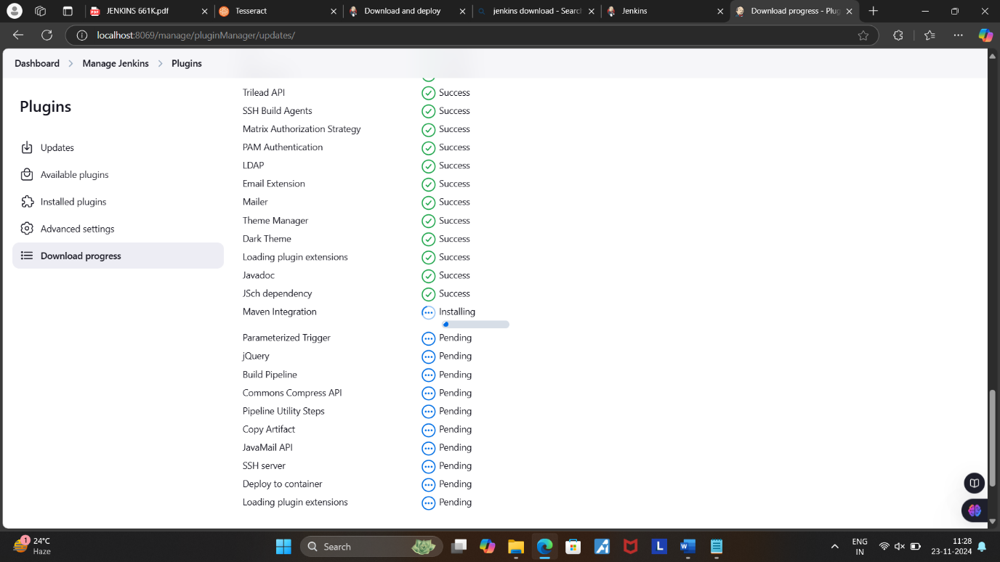 JENKINS 661K.pdf
Tesseract
Download and deploy
jenkins download - Search
Jenkins
Download progress - Plug
localhost:8069/manage/pluginManager/updates/
Dashboard > Manage Jenkins > Plugins
Plugins
Updates
Available plugins
Installed plugins
Advanced settings
Download progress
Trilead API Success
SSH Build Agents Success
Matrix Authorization Strategy Success
PAM Authentication Success
LDAP Success
Email Extension Success
Mailer Success
Theme Manager Success
Dark Theme Success
Loading plugin extensions Success
Javadoc Success
JSch dependency Success
Maven Integration Installing
Parameterized Trigger Pending
jQuery Pending
Build Pipeline Pending
Commons Compress API Pending
Pipeline Utility Steps Pending
Copy Artifact Pending
JavaMail API Pending
SSH server Pending
Deploy to container Pending
Loading plugin extensions Pending
1
24°C
Haze
Search
L
ENG
IN
11:28
23-11-2024